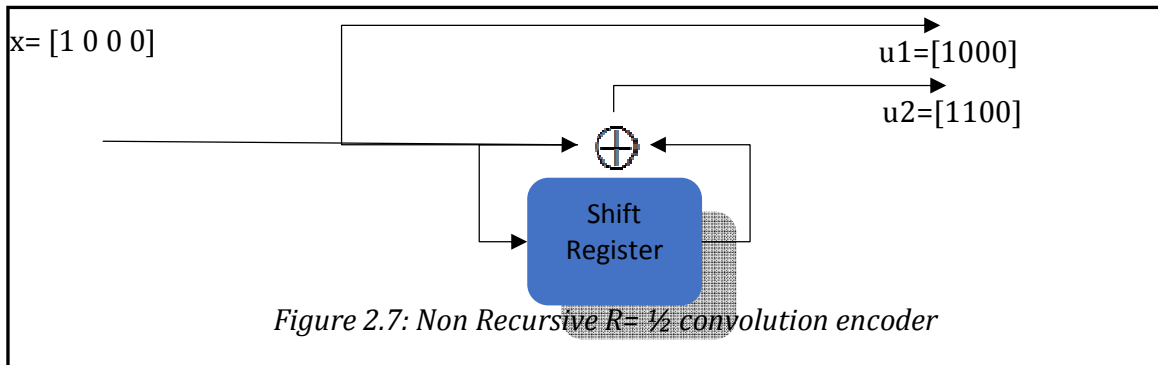 x= [1 0 0 0]
u1=[1000]
u2=[1100]
Shift
Register
Figure 2.7: Non Recursive R= ½ convolution encoder